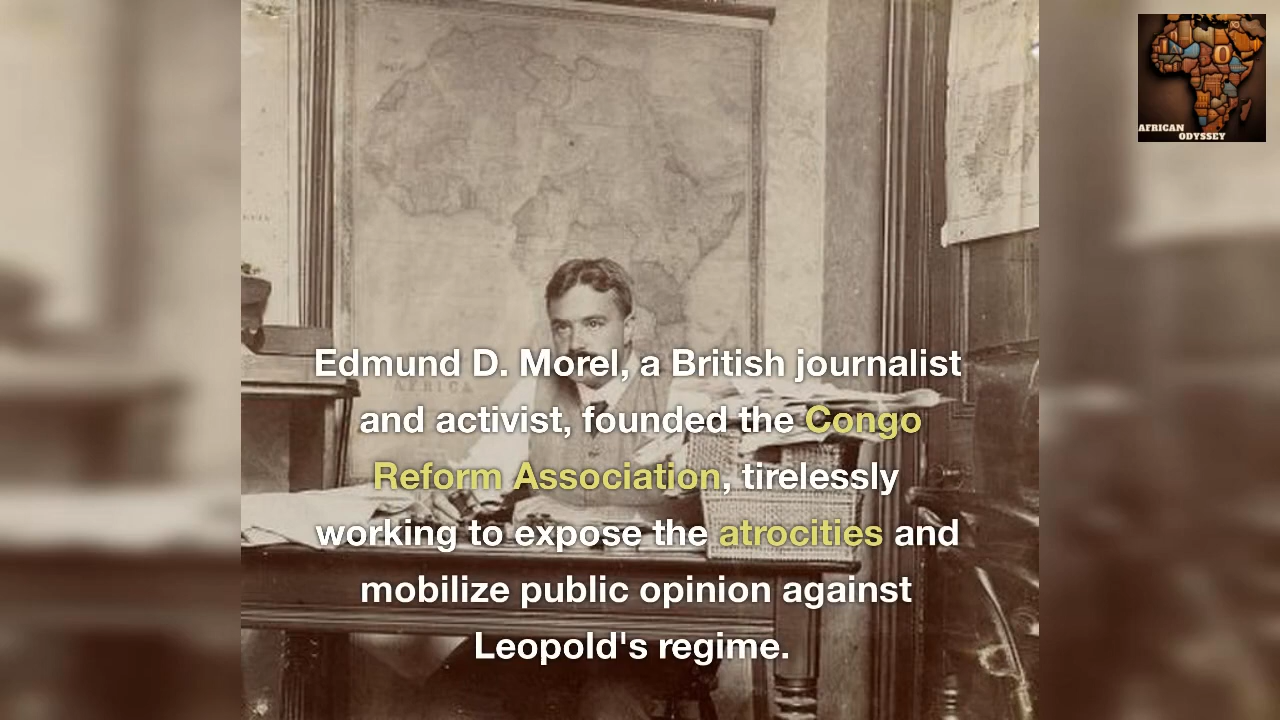 AFRICAN
ODYSSEY
Edmund D. Morel, a British journalist
AFRICA
and activist, founded the Congo
Reform Association, tirelessly
working to expose the atrocities and
mobilize public opinion against
Leopold's regime.